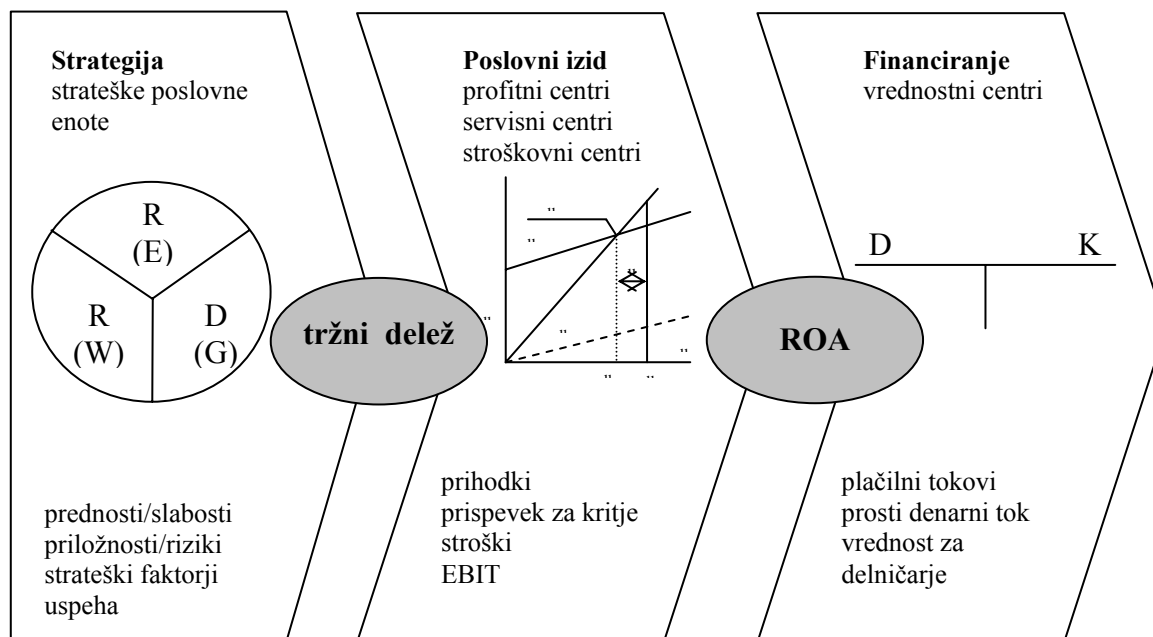 Strategija
strateške poslovne
enote
R
(E)
R
(W)
D
(G)
prednosti/slabosti
priložnosti/riziki
strateški faktorji
uspeha
tržni delež
Poslovni izid
profitni centri
servisni centri
stroškovni centri
prihodki
prispevek za kritje
stroški
EBIT
ROA
Financiranje
vrednostni centri
D K
plačilni tokovi
prosti denarni tok
vrednost za
delničarje